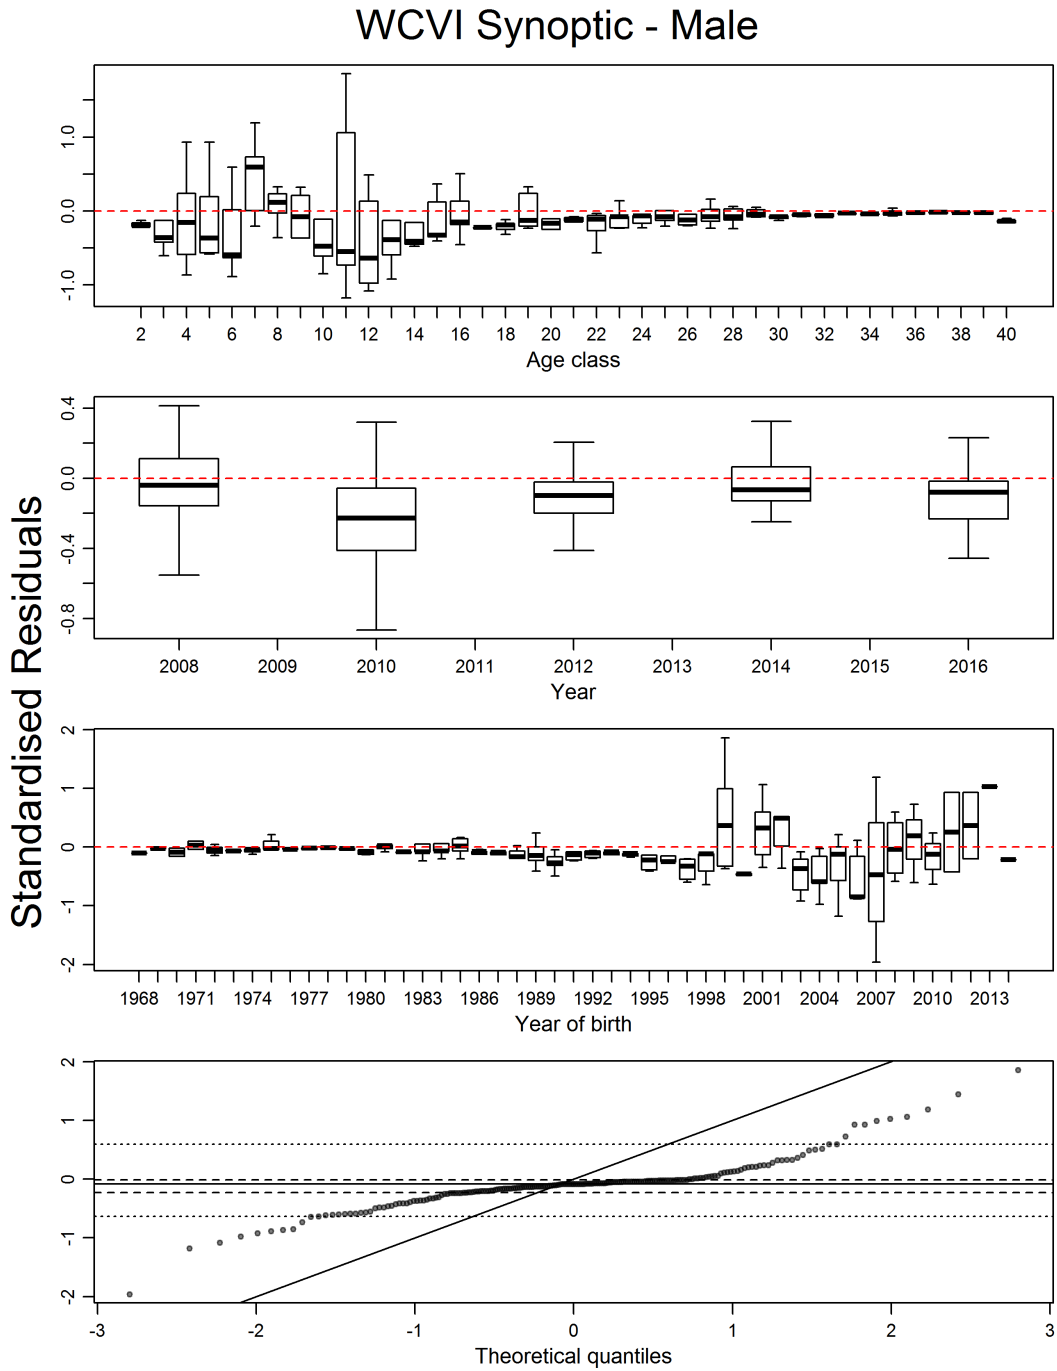 WCVI Synoptic - Male
Standardised Residuals
1.0
0.0
-1.0
2 4 6 8 10 12 14 16 18 20 22 24 26 28 30 32 34 36 38 40
Age class
0.4
0.0
-0.4
-0.8
2008 2009 2010 2011 2012 2013 2014 2015 2016
Year
2
1
0
-1
-2
1968 1971 1974 1977 1980 1983 1986 1989 1992 1995 1998 2001 2004 2007 2010 2013
Year of birth
2
1
0
-1
-2
-3 -2 -1 0 1 2 3
Theoretical quantiles